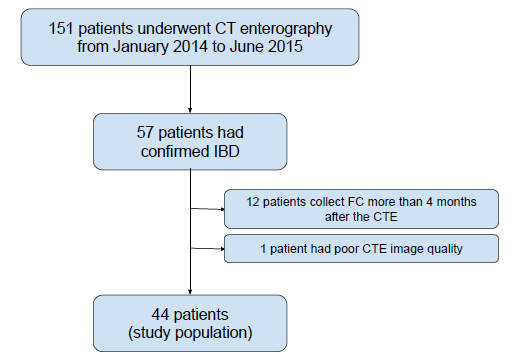 151 patients underwent CT enterography
from January 2014 to June 2015
57 patients had
confirmed IBD
12 patients collect FC more than 4 months
after the CTE
1 patient had poor CTE image quality
44 patients
(study population)